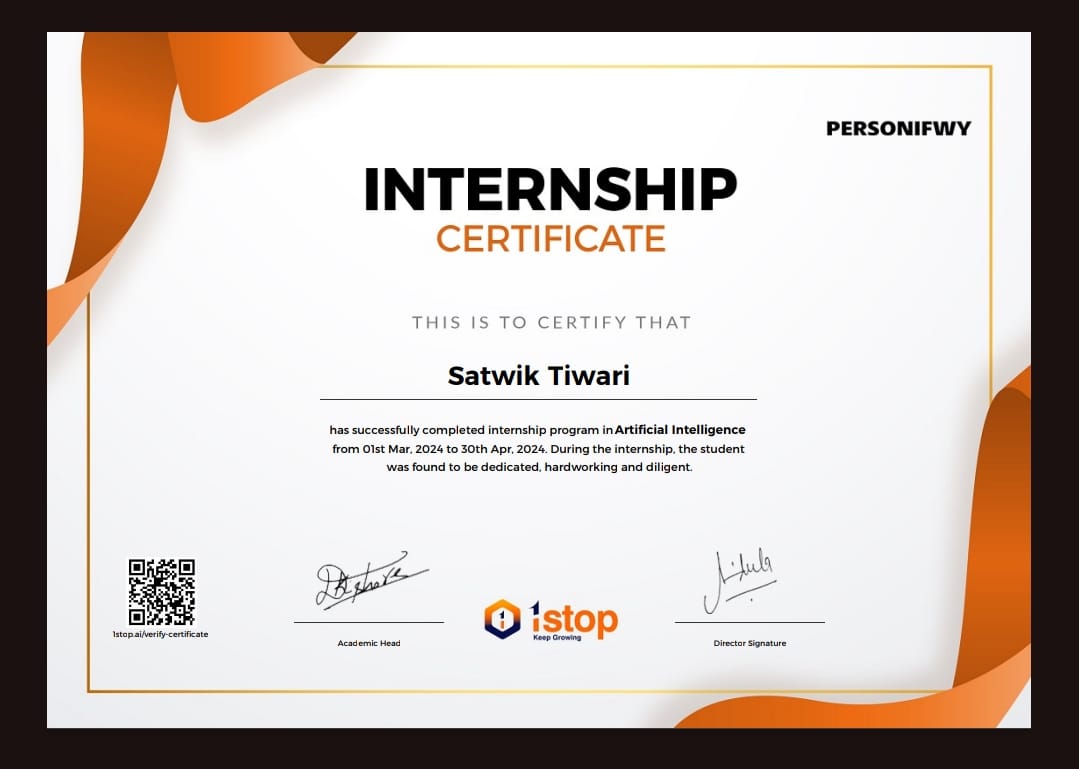 PERSONIFWY
INTERNSHIP
CERTIFICATE
THIS IS TO CERTIFY THAT
Satwik Tiwari
has successfully completed internship program in Artificial Intelligence
from 01st Mar, 2024 to 30th Apr, 2024. During the internship, the student
was found to be dedicated, hardworking and diligent.
1stop.ai/verify-certificate
Academic Head
1stop
Keep Growing
Director Signature